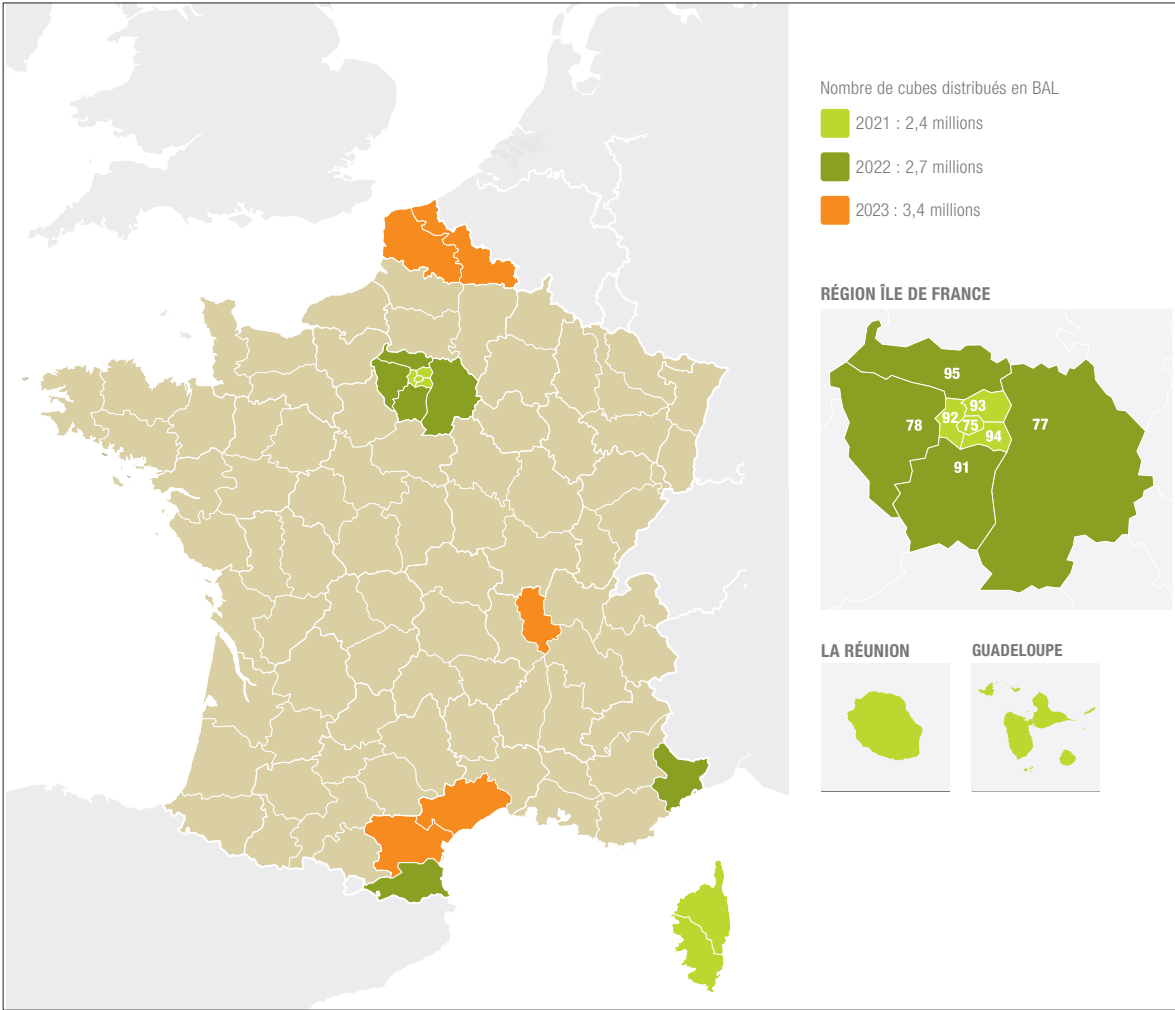 Nombre de cubes distribués en BAL
2021 : 2,4 millions
2022 : 2,7 millions
2023 : 3,4 millions
RÉGION ÎLE DE FRANCE
95
93
92
75
78
77
94
91
LA RÉUNION
GUADELOUPE